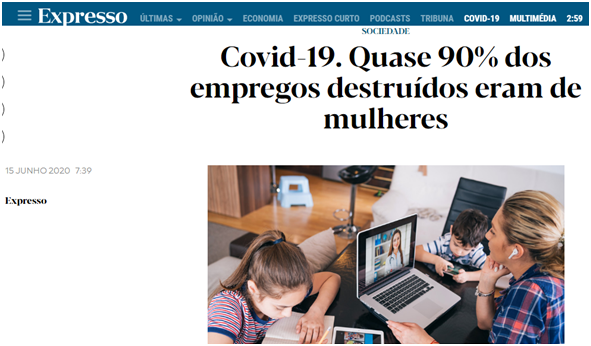 Expresso ÚLTIMAS OPINIÃO ECONOMIA EXPRESSO CURTO PODCASTS TRIBUNA COVID-19 MULTIMÉDIA 2:59
SOCIEDADE
Covid-19. Quase 90% dos
empregos destruídos eram de
mulheres
)
)
)
)
15 JUNHO 2020 7:39
Expresso